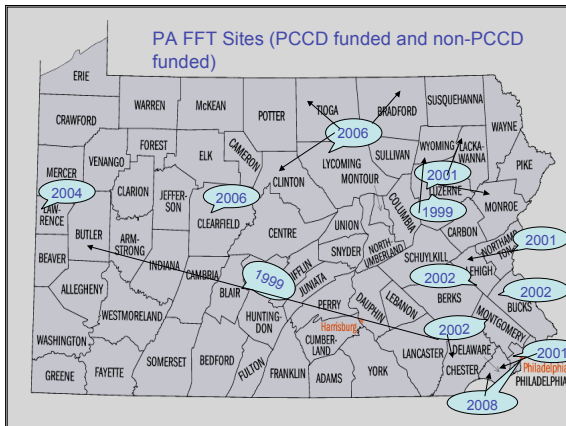 PA FFT Sites (PCCD funded and non-PCCD
funded)
ERIE
CRAWFORD
WARREN
McKEAN
POTTER
TIOGA
BRADFORD
SUSQUEHANNA
WAYNE
FOREST
ELK
CAMERON
2006
SULLIVAN
WYOMING
LACKA-
WANNA
PIKE
MERCER
VENANGO
CLINTON
LYCOMING
MONTOUR
2001
LUZERNE
2004
CLARION
JEFFER-
SON
2006
CLEARFIELD
COLUMBIA
1999
MONROE
LAW-
RENCE
BUTLER
ARM-
STRONG
CENTRE
UNION
CARBON
NORTHAMP
TON
2001
BEAVER
INDIANA
CAMBRIA
SNYDER
NORTH-
UMBERLAND
SCHUYLKILL
LEHIGH
1999
MIFFLIN
JUNIATA
2002
BERKS
2002
BUCKS
ALLEGHENY
BLAIR
HUNTING-
DON
PERRY
DAUPHIN
LEBANON
MONTGOMERY
WESTMORELAND
Harrisburg
2002
WASHINGTON
CUMBER-
LAND
LANCASTER
DELAWARE
CHESTER
2001
Philadelphia
PHILADELPHIA
GREENE
FAYETTE
SOMERSET
BEDFORD
FULTON
FRANKLIN
ADAMS
YORK
2008